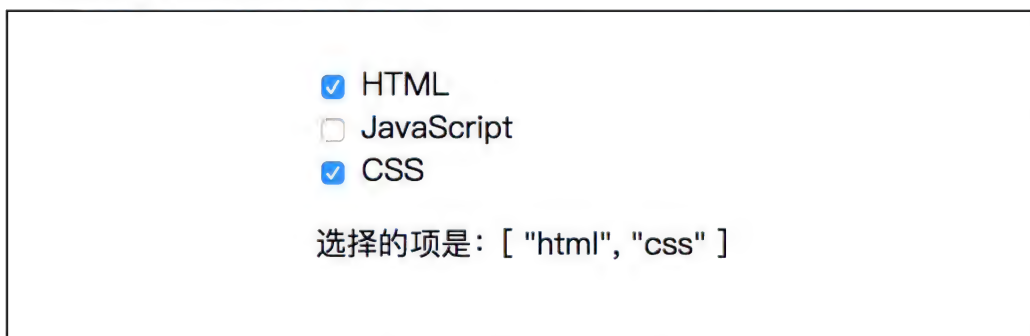 HTML
JavaScript
CSS
选择的项是：[ "html", "css" ]